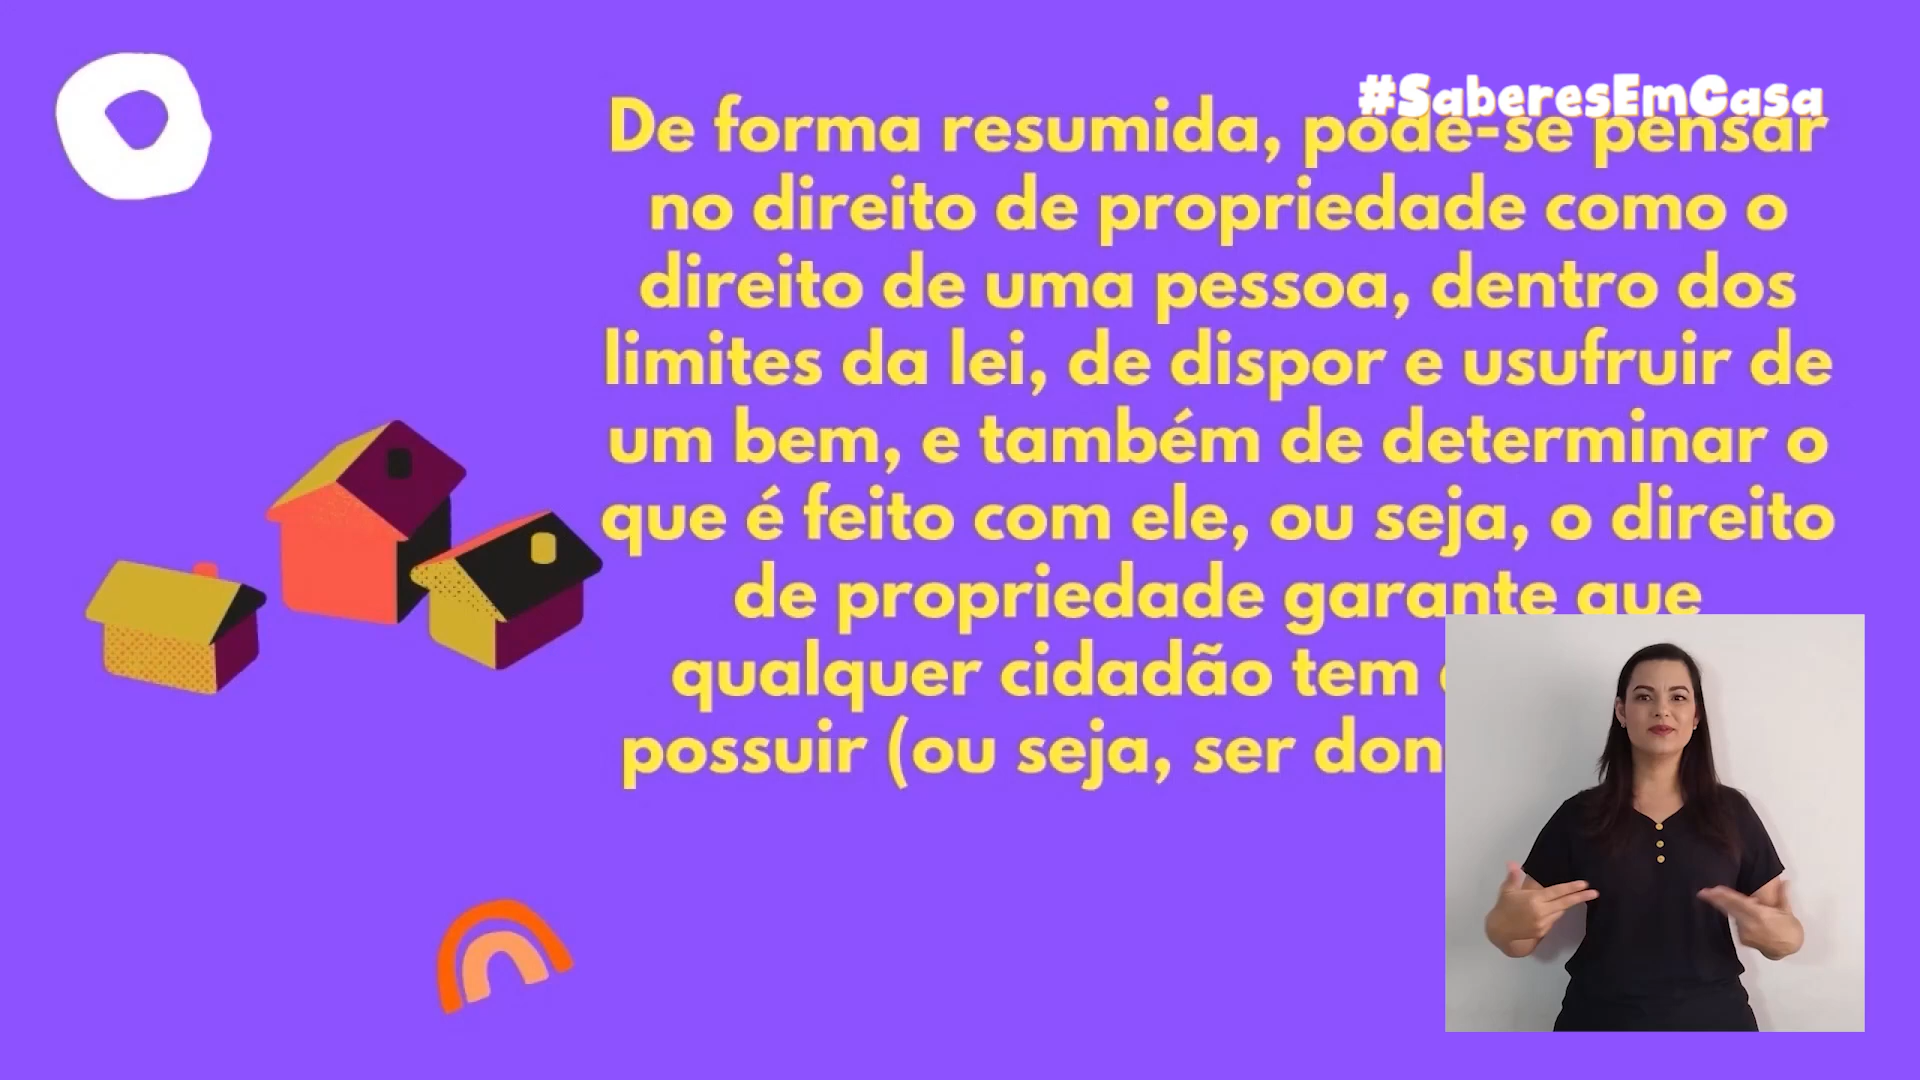 #SaberesEmCasa
De forma resumida, pode-se pensar
no direito de propriedade como o
direito de uma pessoa, dentro dos
limites da lei, de dispor e usufruir de
um bem, e também de determinar o
que é feito com ele, ou seja, o direito
de propriedade garante que
qualquer cidadão tem
possuir (ou seja, ser